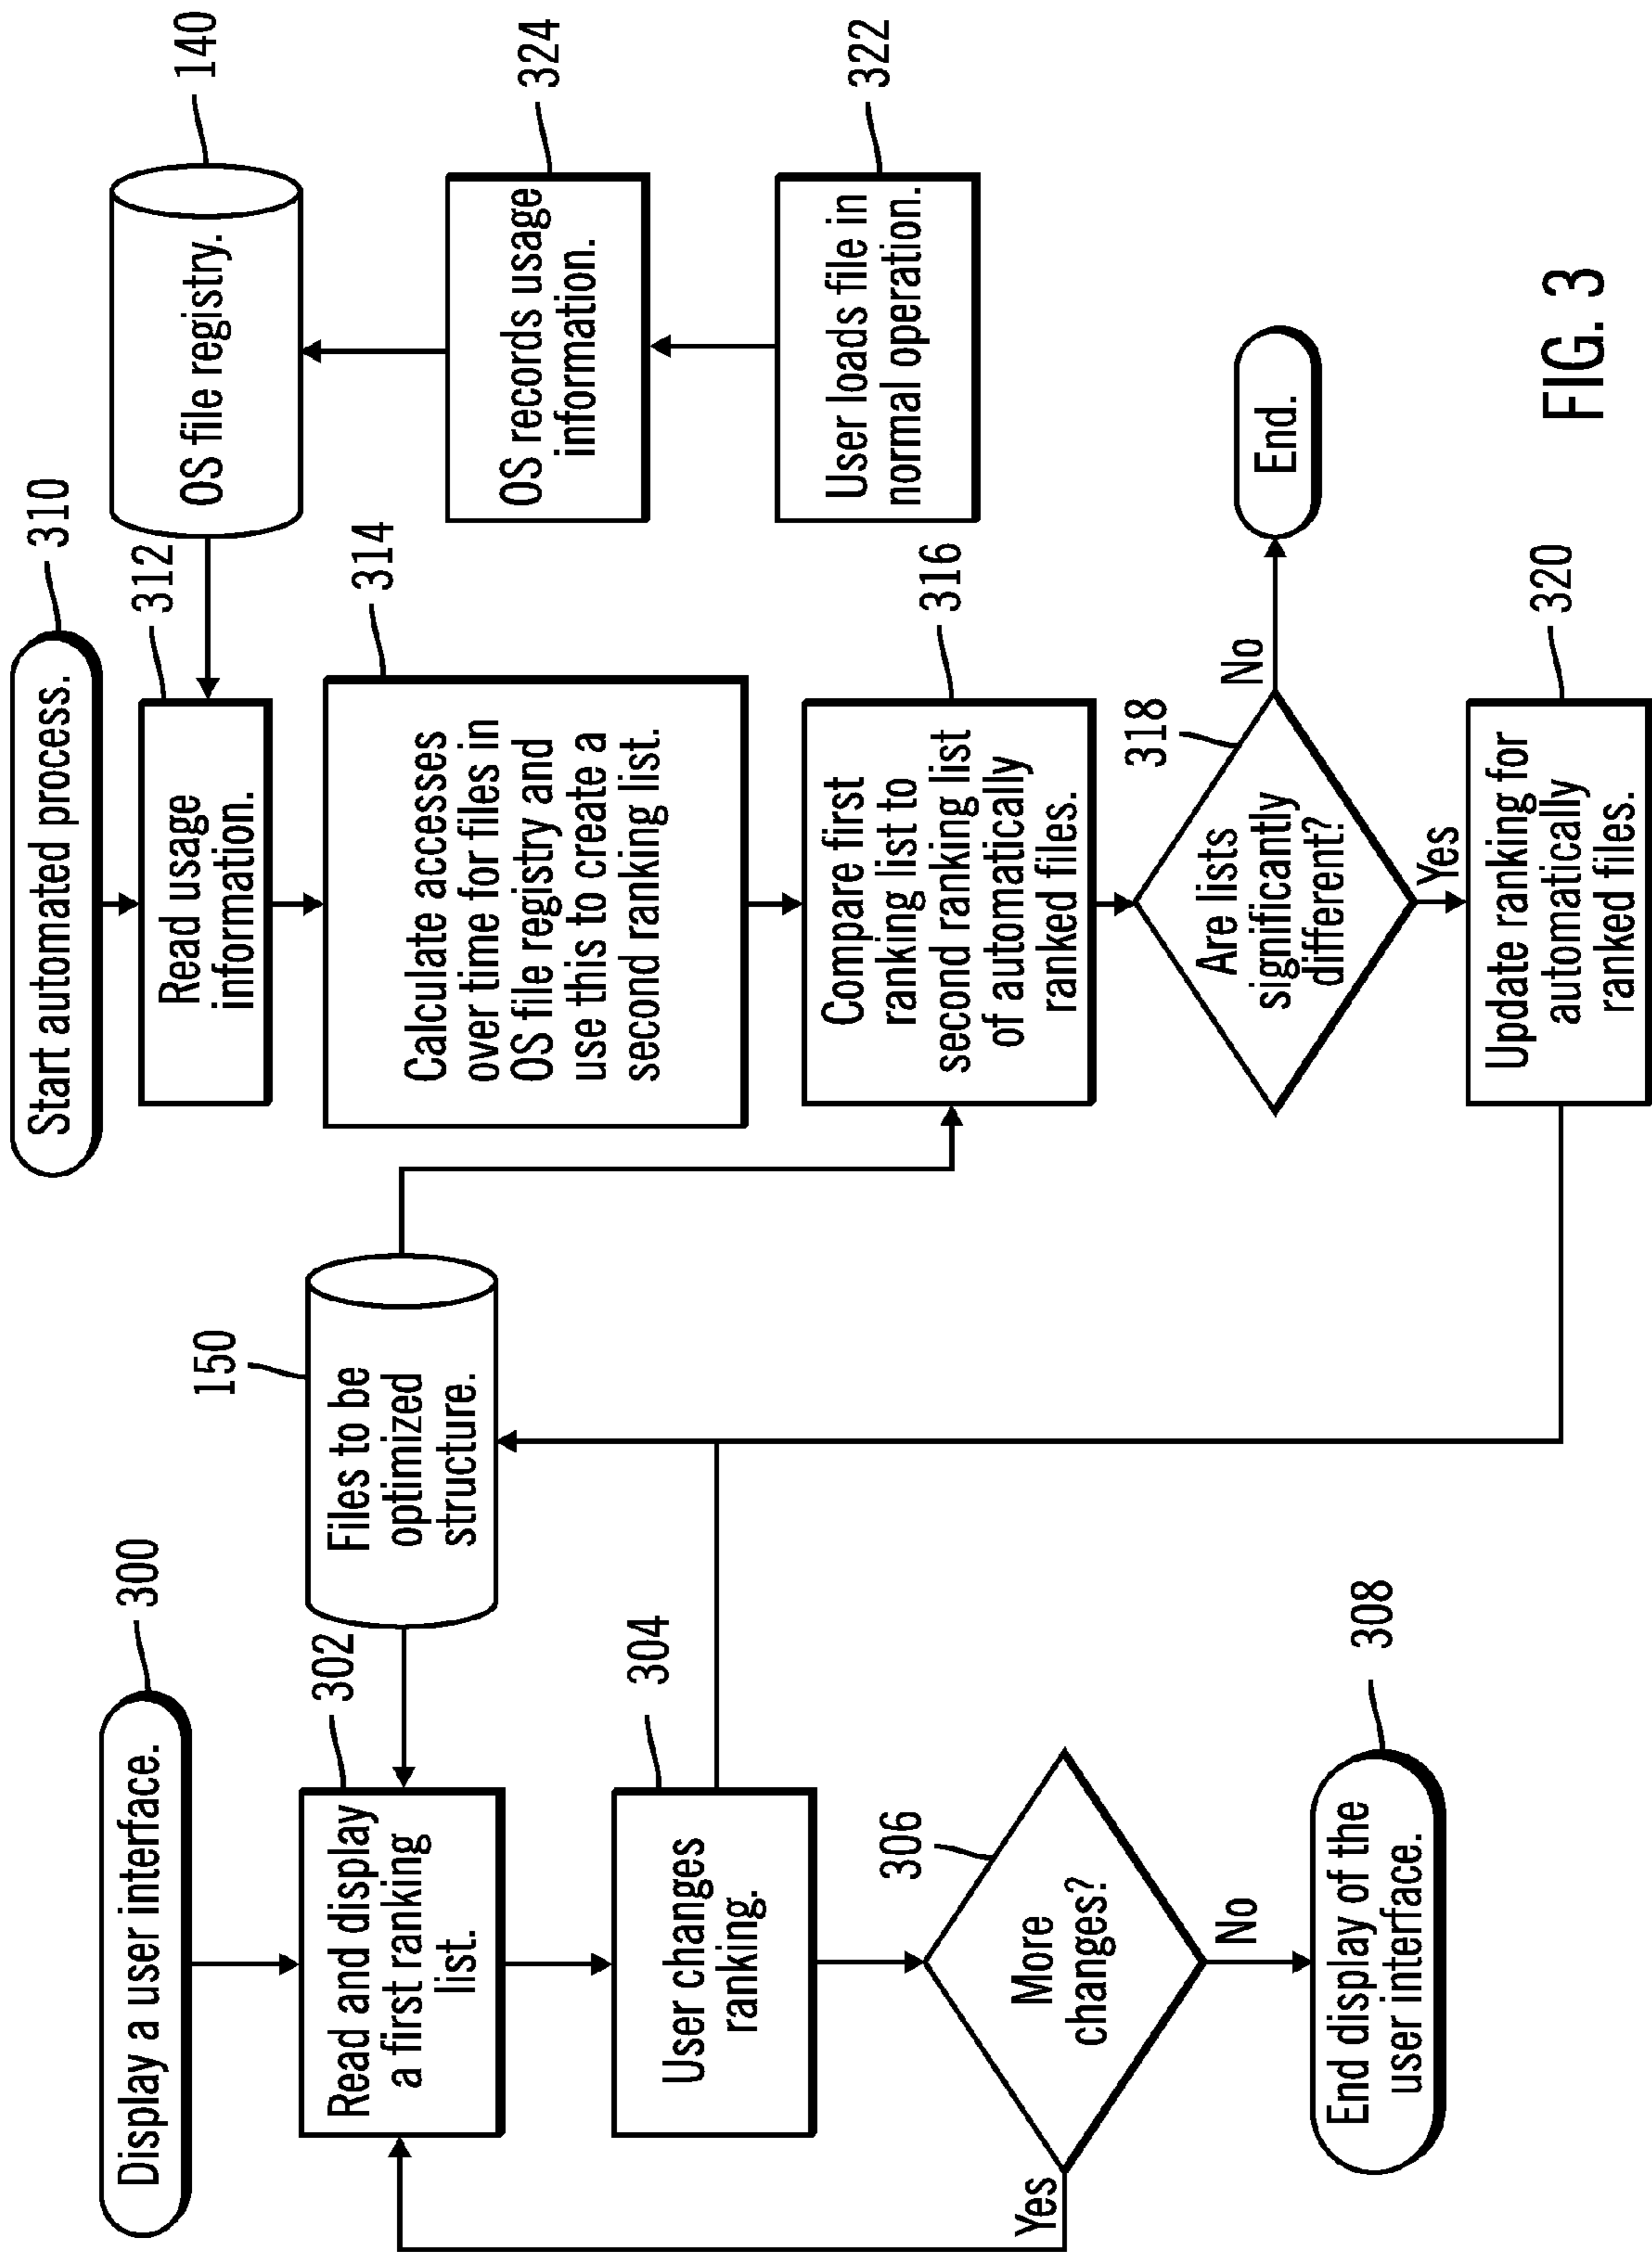 300
Display a user interface.
302
Read and display
a first ranking
list.
304
User changes
ranking.
306
More
changes?
Yes
No
308
End display of the
user interface.
150
Files to be
optimized
structure.
310
Start automated process.
312
Read usage
information.
314
Calculate accesses
over time for files in
OS file registry and
use this to create a
second ranking list.
316
Compare first
ranking list to
second ranking list
of automatically
ranked files.
318
Are lists
significantly
different?
No
End.
Yes
320
Update ranking for
automatically
ranked files.
140
OS file registry.
324
OS records usage
information.
322
User loads file in
normal operation.
FIG. 3